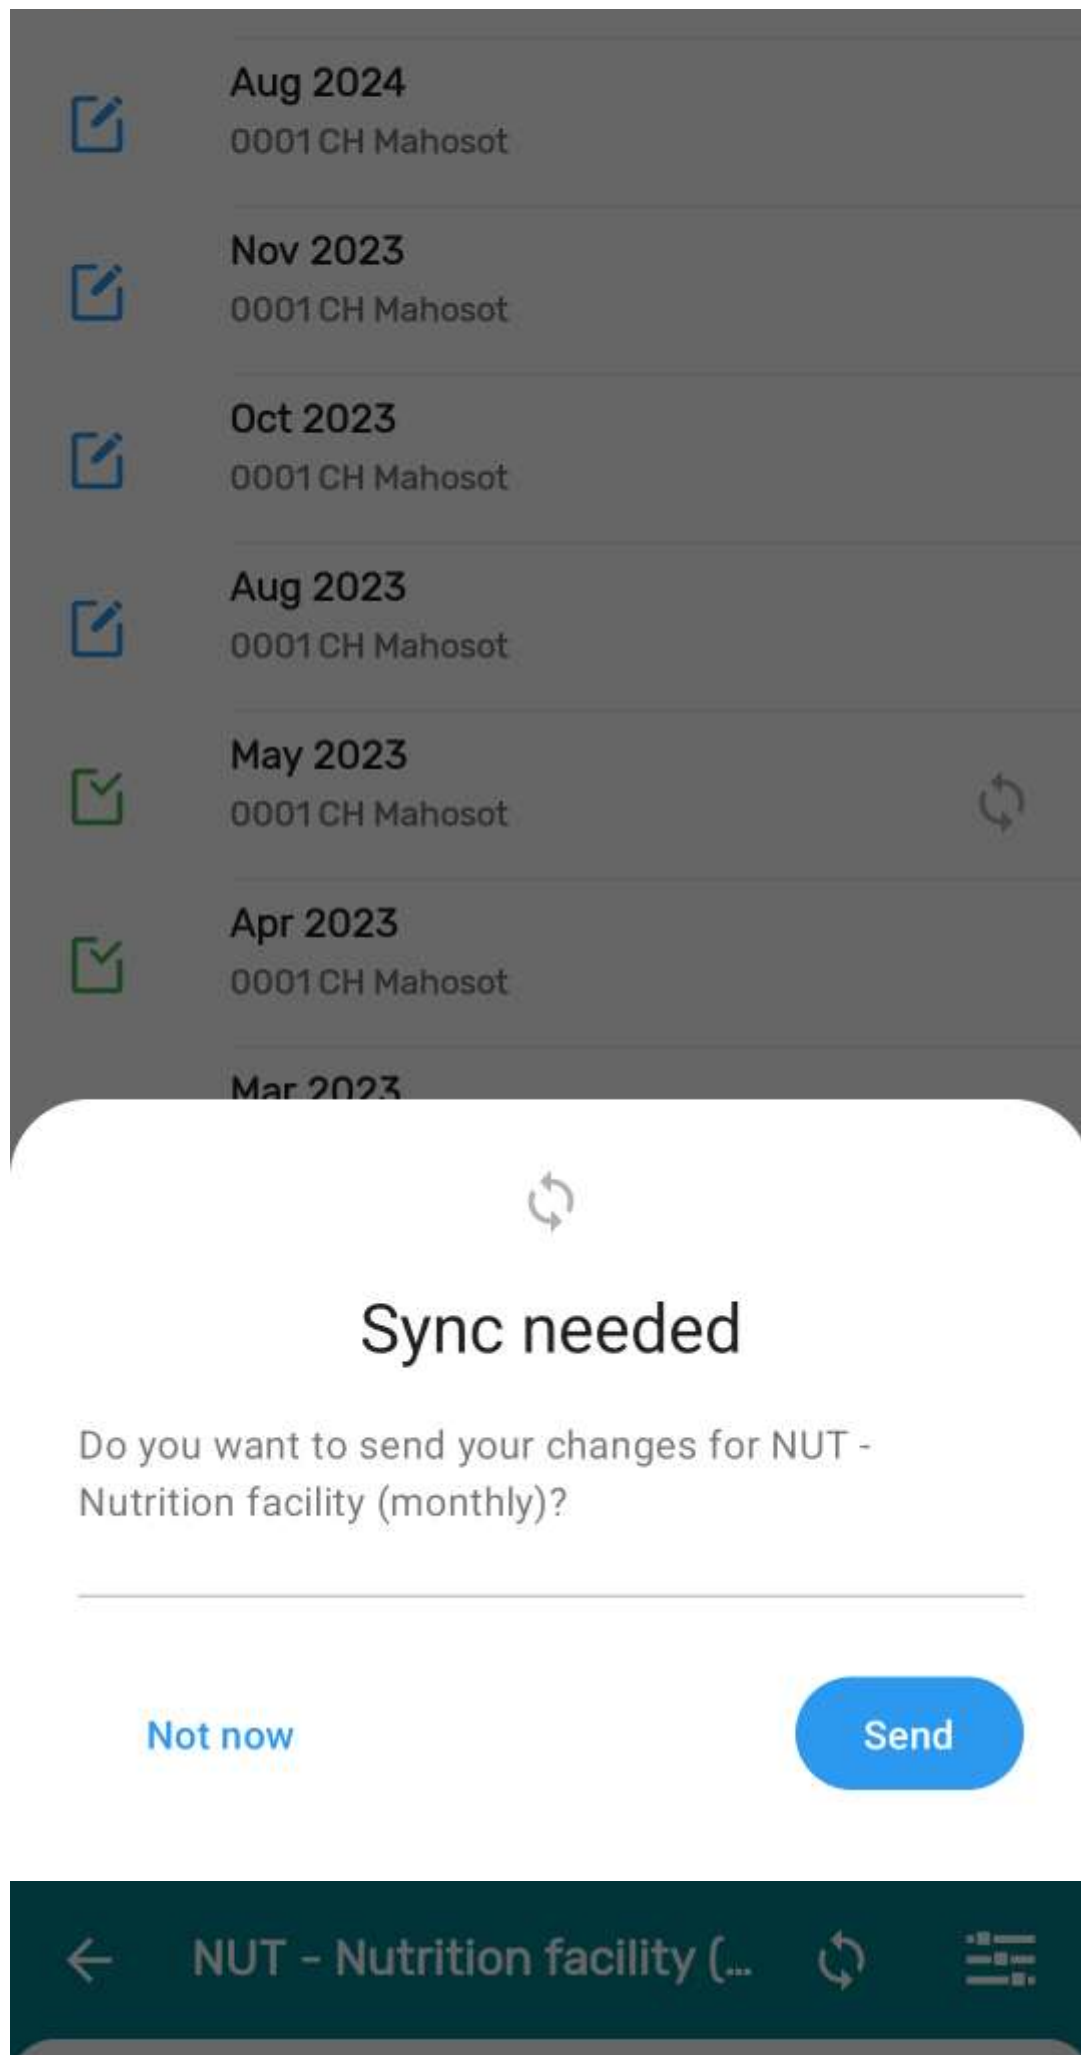 Aug 2024
0001 CH Mahosot
Nov 2023
0001 CH Mahosot
Oct 2023
0001 CH Mahosot
Aug 2023
0001 CH Mahosot
May 2023
0001 CH Mahosot
Apr 2023
0001 CH Mahosot
Mar 2023
Sync needed
Do you want to send your changes for NUT -
Nutrition facility (monthly)?
Not now
Send
NUT - Nutrition facility (...